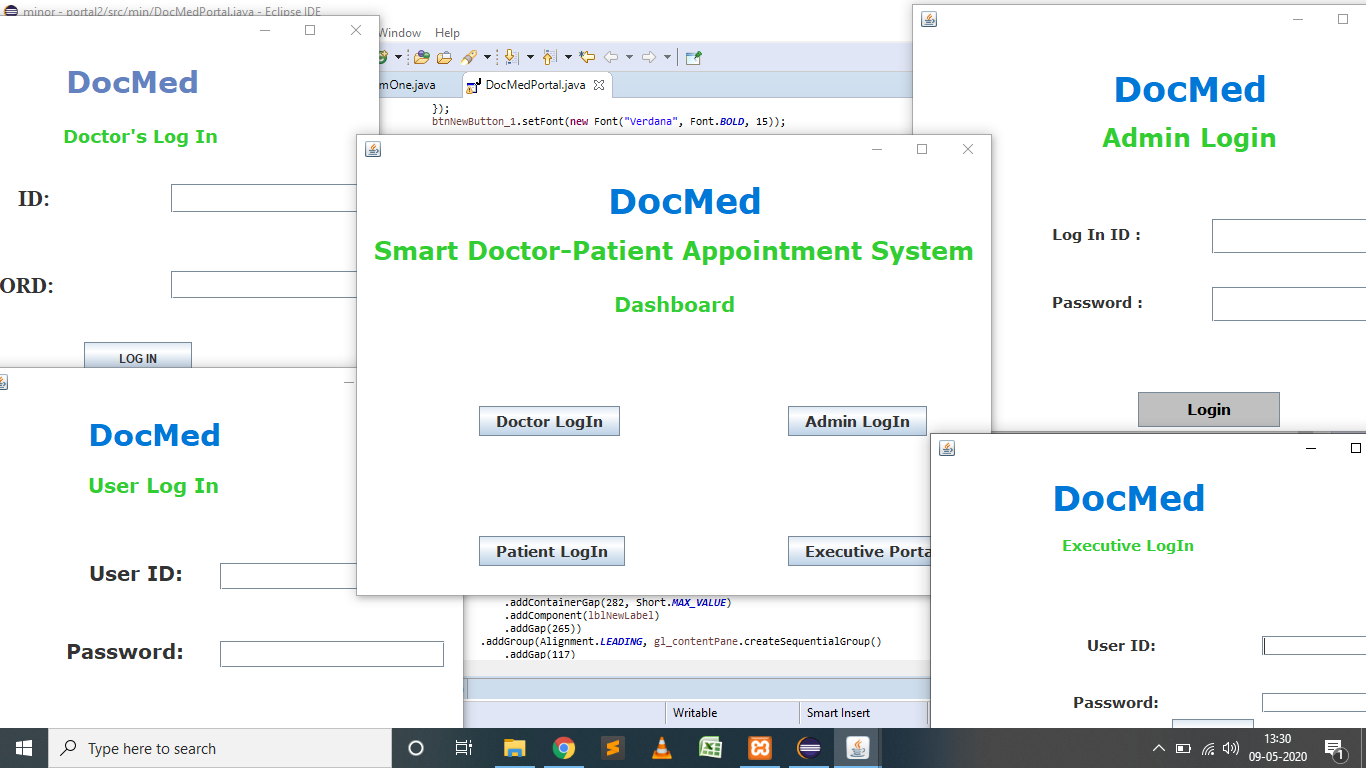 minor - portal2/src/min/DocMedPortal.java - Eclipse IDE
Window Help
mOne.java
DocMedPortal.java
});
btnNewButton_1.setFont(new Font("Verdana", Font.BOLD, 15));
DocMed
Doctor's Log In
ID:
ORD:
LOG IN
DocMed
Admin Login
Log In ID :
Password :
Login
DocMed
Smart Doctor-Patient Appointment System
Dashboard
Doctor LogIn
Admin LogIn
Patient LogIn
Executive Porta
DocMed
User Log In
User ID:
Password:
DocMed
Executive LogIn
User ID:
Password:
.addContainerGap(282, Short.MAX_VALUE)
.addComponent(lblNewLabel)
.addGap(265))
.addGroup(Alignment.LEADING, gl_contentPane.createSequentialGroup()
.addGap(117)
Writable
Smart Insert
Type here to search
13:30
09-05-2020
1